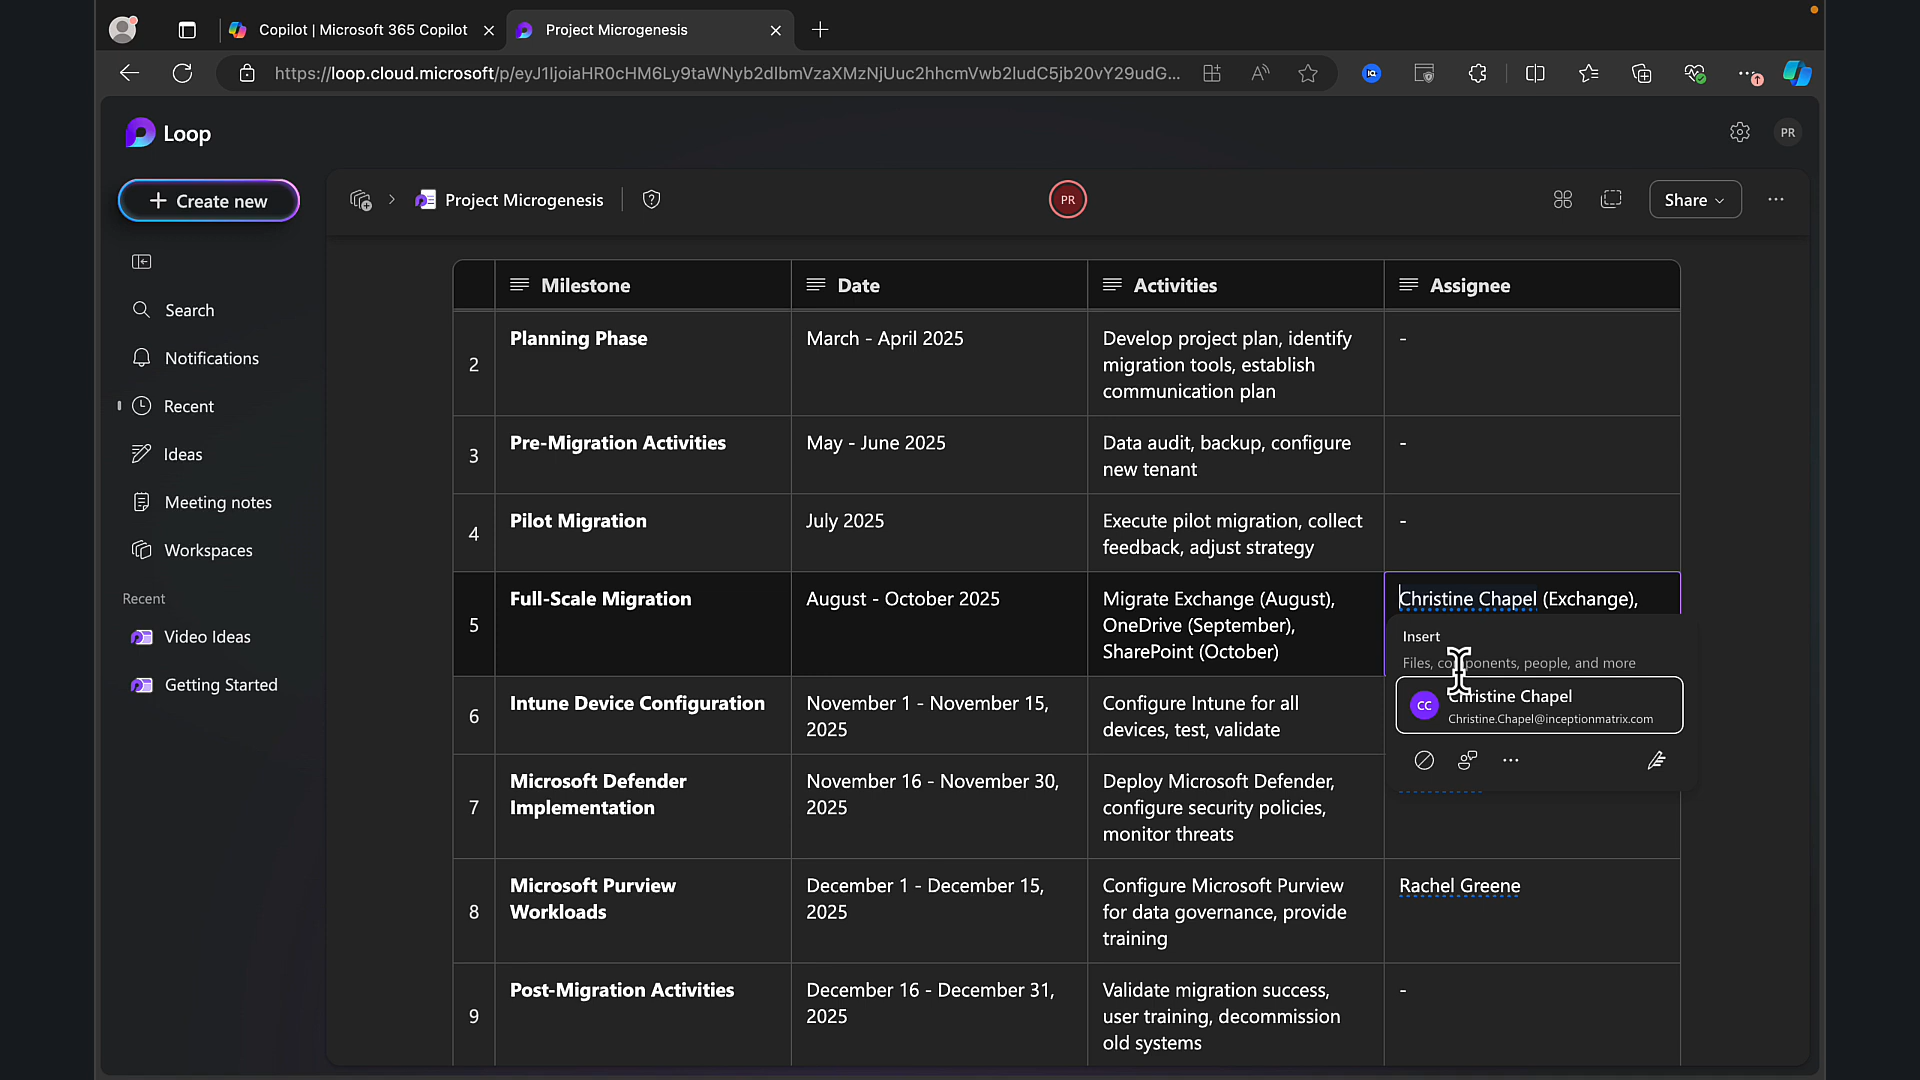 Copilot | Microsoft 365 Copilot
Project Microgenesis
https://loop.cloud.microsoft/p/eyJ1IjoiaHR0cHM6Ly9taWNyb2dlbmVzaXMzNjUuc2hhcmVwb2ludC5jb20vY29udG...
Loop
PR
Create new
Project Microgenesis
PR
Share
Search
Notifications
Recent
Ideas
Meeting notes
Workspaces
Recent
Video Ideas
Getting Started
Milestone
Date
Activities
Assignee
2
Planning Phase
March - April 2025
Develop project plan, identify
migration tools, establish
communication plan
-
3
Pre-Migration Activities
May - June 2025
Data audit, backup, configure
new tenant
-
4
Pilot Migration
July 2025
Execute pilot migration, collect
feedback, adjust strategy
-
5
Full-Scale Migration
August - October 2025
Migrate Exchange (August),
OneDrive (September),
SharePoint (October)
Christine Chapel (Exchange),
Insert
Files, components, people, and more
CC
Christine Chapel
Christine.Chapel@inceptionmatrix.com
6
Intune Device Configuration
November 1 - November 15,
2025
Configure Intune for all
devices, test, validate
7
Microsoft Defender
Implementation
November 16 - November 30,
2025
Deploy Microsoft Defender,
configure security policies,
monitor threats
8
Microsoft Purview
Workloads
December 1 - December 15,
2025
Configure Microsoft Purview
for data governance, provide
training
Rachel Greene
9
Post-Migration Activities
December 16 - December 31,
2025
Validate migration success,
user training, decommission
old systems
-